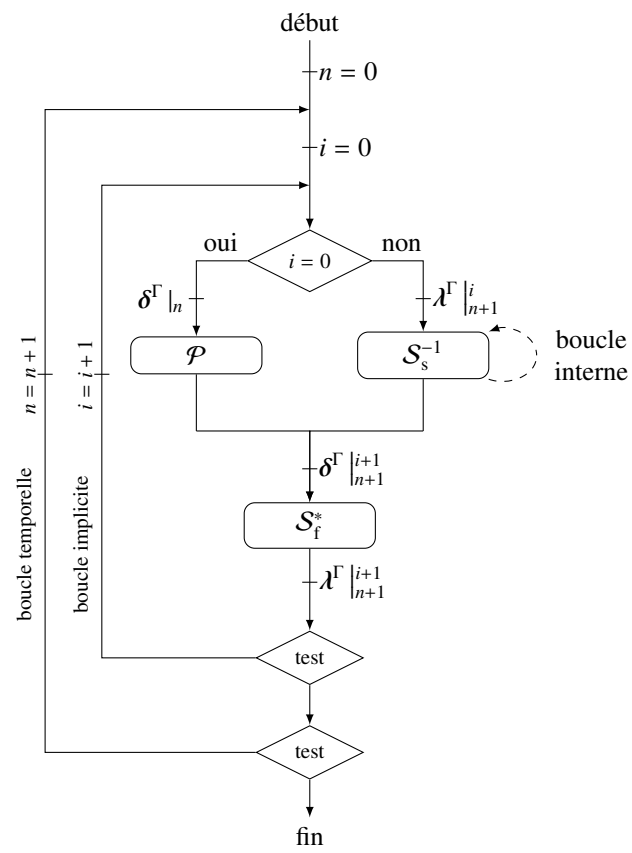 début
n = 0
i = 0
oui
non
i = 0
δ^Γ |_n
λ^Γ |^i_{n+1}
𝒫
𝒮_s^{-1}
boucle
interne
n = n + 1
i = i + 1
boucle temporelle
boucle implicite
δ^Γ |^{i+1}_{n+1}
𝒮_f^*
λ^Γ |^{i+1}_{n+1}
test
test
fin